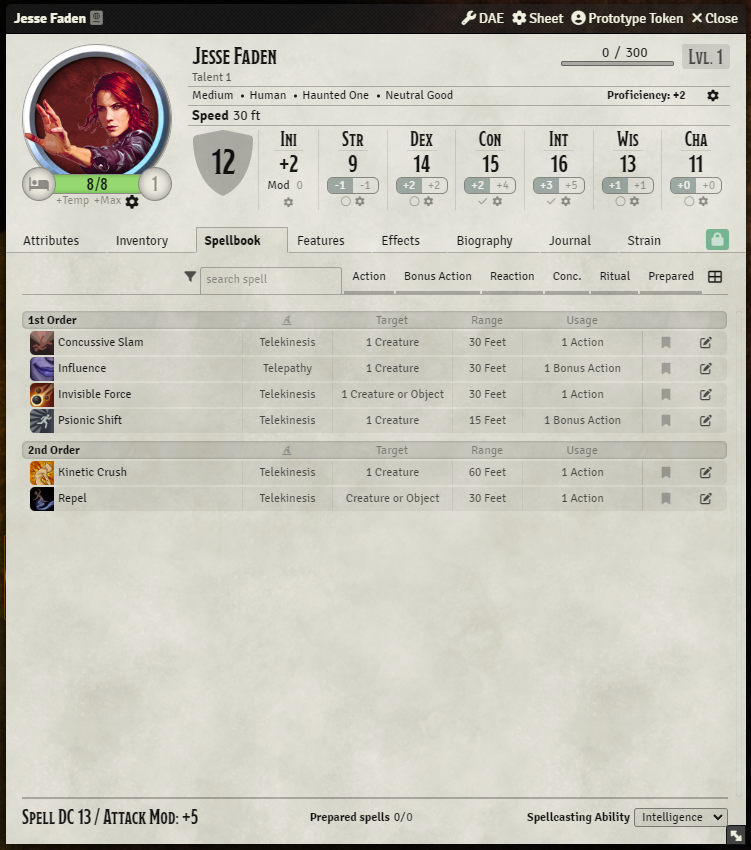 Jesse Faden DAE Sheet Prototype Token Close
Jesse Faden 0 / 300 Lvl. 1
Talent 1
Medium • Human • Haunted One • Neutral Good Proficiency: +2
Speed 30 ft
Ini Str Dex Con Int Wis Cha
12 +2 9 14 15 16 13 11
Mod 0 -1 -1 +2 +2 +2 +4 +3 +5 +1 +1 +0 +0
8/8 1
+Temp +Max
Attributes Inventory Spellbook Features Effects Biography Journal Strain
search spell Action Bonus Action Reaction Conc. Ritual Prepared
1st Order Target Range Usage
Concussive Slam Telekinesis 1 Creature 30 Feet 1 Action
Influence Telepathy 1 Creature 30 Feet 1 Bonus Action
Invisible Force Telekinesis 1 Creature or Object 30 Feet 1 Action
Psionic Shift Telekinesis 1 Creature 15 Feet 1 Bonus Action
2nd Order Target Range Usage
Kinetic Crush Telekinesis 1 Creature 60 Feet 1 Action
Repel Telekinesis Creature or Object 30 Feet 1 Action
Spell DC 13 / Attack Mod: +5 Prepared spells 0/0 Spellcasting Ability Intelligence